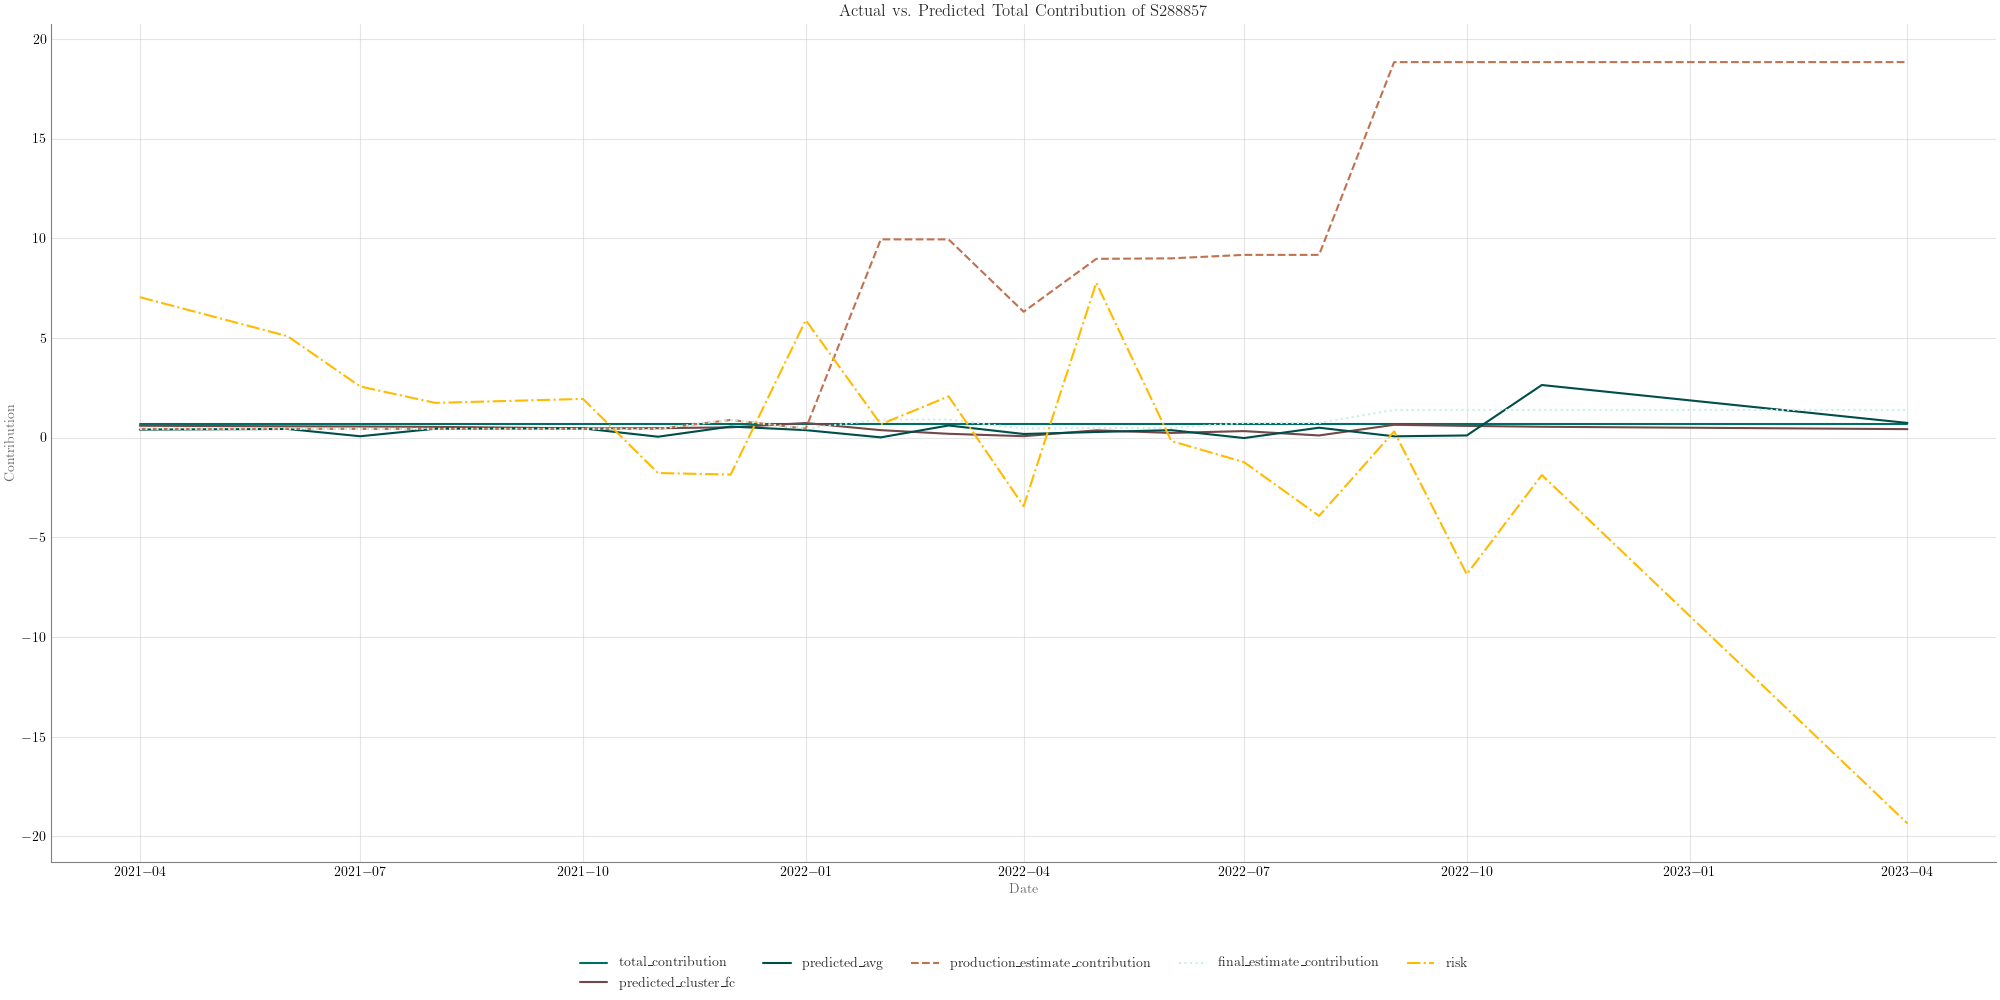 Actual vs. Predicted Total Contribution of S288857
20
15
10
5
0
−5
−10
−15
−20
Contribution
2021−04 2021−07 2021−10 2022−01 2022−04 2022−07 2022−10 2023−01 2023−04
Date
total_contribution predicted_avg production_estimate_contribution final_estimate_contribution risk
predicted_cluster_fc